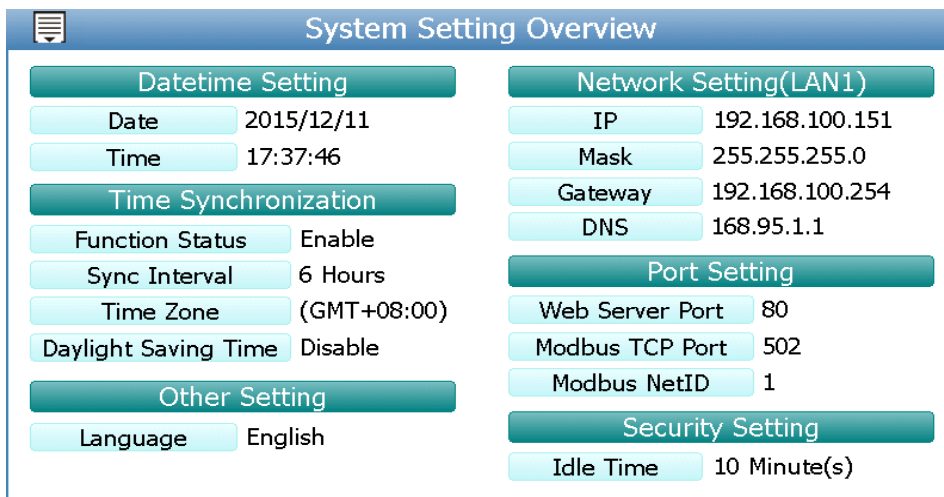 System Setting Overview
Datetime Setting
Date 2015/12/11
Time 17:37:46
Time Synchronization
Function Status Enable
Sync Interval 6 Hours
Time Zone (GMT+08:00)
Daylight Saving Time Disable
Other Setting
Language English
Network Setting(LAN1)
IP 192.168.100.151
Mask 255.255.255.0
Gateway 192.168.100.254
DNS 168.95.1.1
Port Setting
Web Server Port 80
Modbus TCP Port 502
Modbus NetID 1
Security Setting
Idle Time 10 Minute(s)